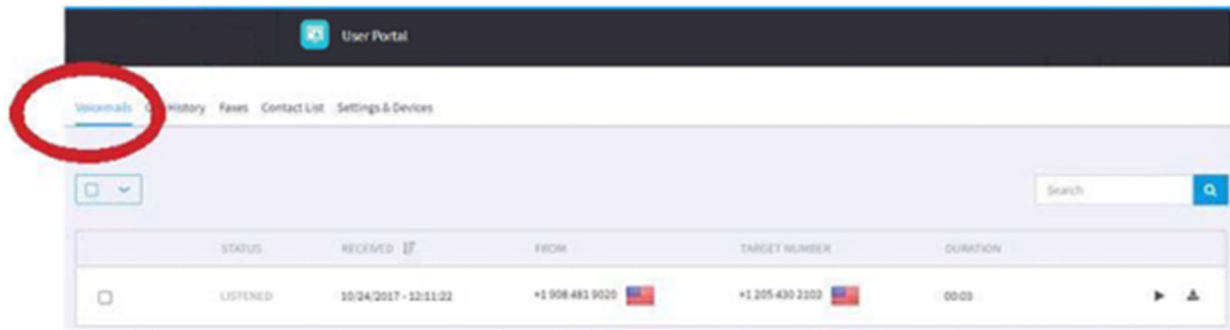 User Portal
Voicemails History Faxes Contact List Settings & Devices
Search
STATUS RECEIVED FROM TARGET NUMBER DURATION
LISTENED 10/24/2017 - 12:11:22 +1 908 481 9020 +1 205 430 2103 00:03